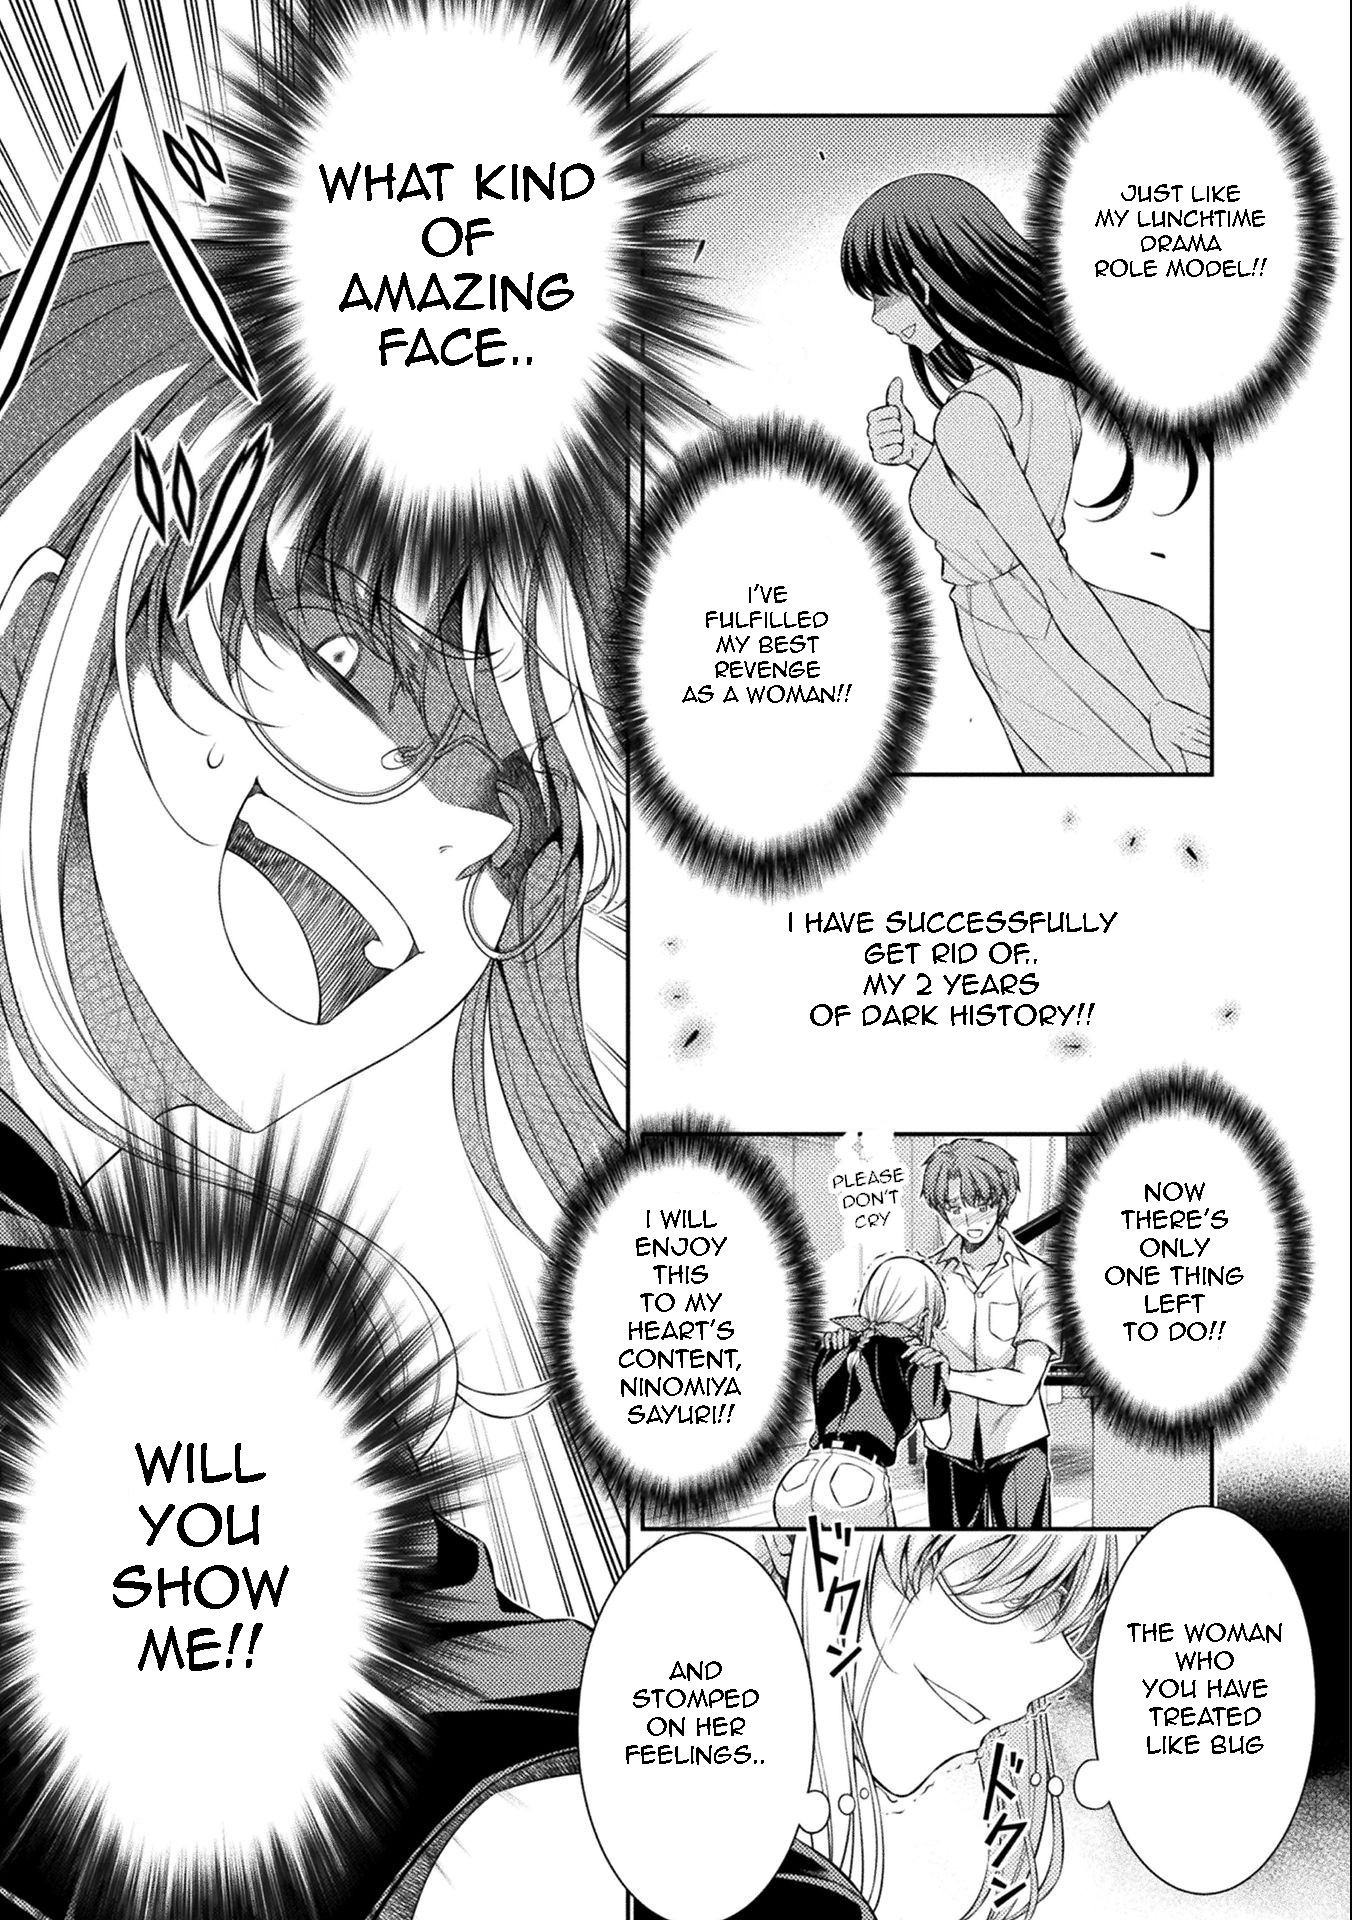 JUST LIKE
MY LUNCHTIME
DRAMA
ROLE MODEL!!
I'VE
FULFILLED
MY BEST
REVENGE
AS A WOMAN!!
I HAVE SUCCESSFULLY
GET RID OF..
MY 2 YEARS
OF DARK HISTORY!!
NOW
THERE'S
ONLY
ONE THING
LEFT
TO DO!!
PLEASE
DON'T
CRY
I WILL
ENJOY
THIS
TO MY
HEART'S
CONTENT,
NINOMIYA
SAYURI!!
THE WOMAN
WHO
YOU HAVE
TREATED
LIKE BUG
ドクン
ドクン
AND
STOMPED
ON HER
FEELINGS..
WHAT KIND
OF
AMAZING
FACE..
WILL
YOU
SHOW
ME!!